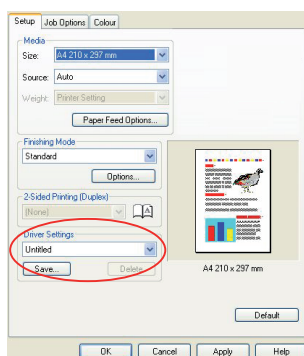 Setup Job Options Colour
Media
Size: A4 210 x 297 mm
Source: Auto
Weight: Printer Setting
Paper Feed Options...
Finishing Mode
Standard
Options...
2-Sided Printing (Duplex)
(None)
A
Driver Settings
Untitled
Save... Delete
A4 210 x 297 mm
Default
OK Cancel Apply Help